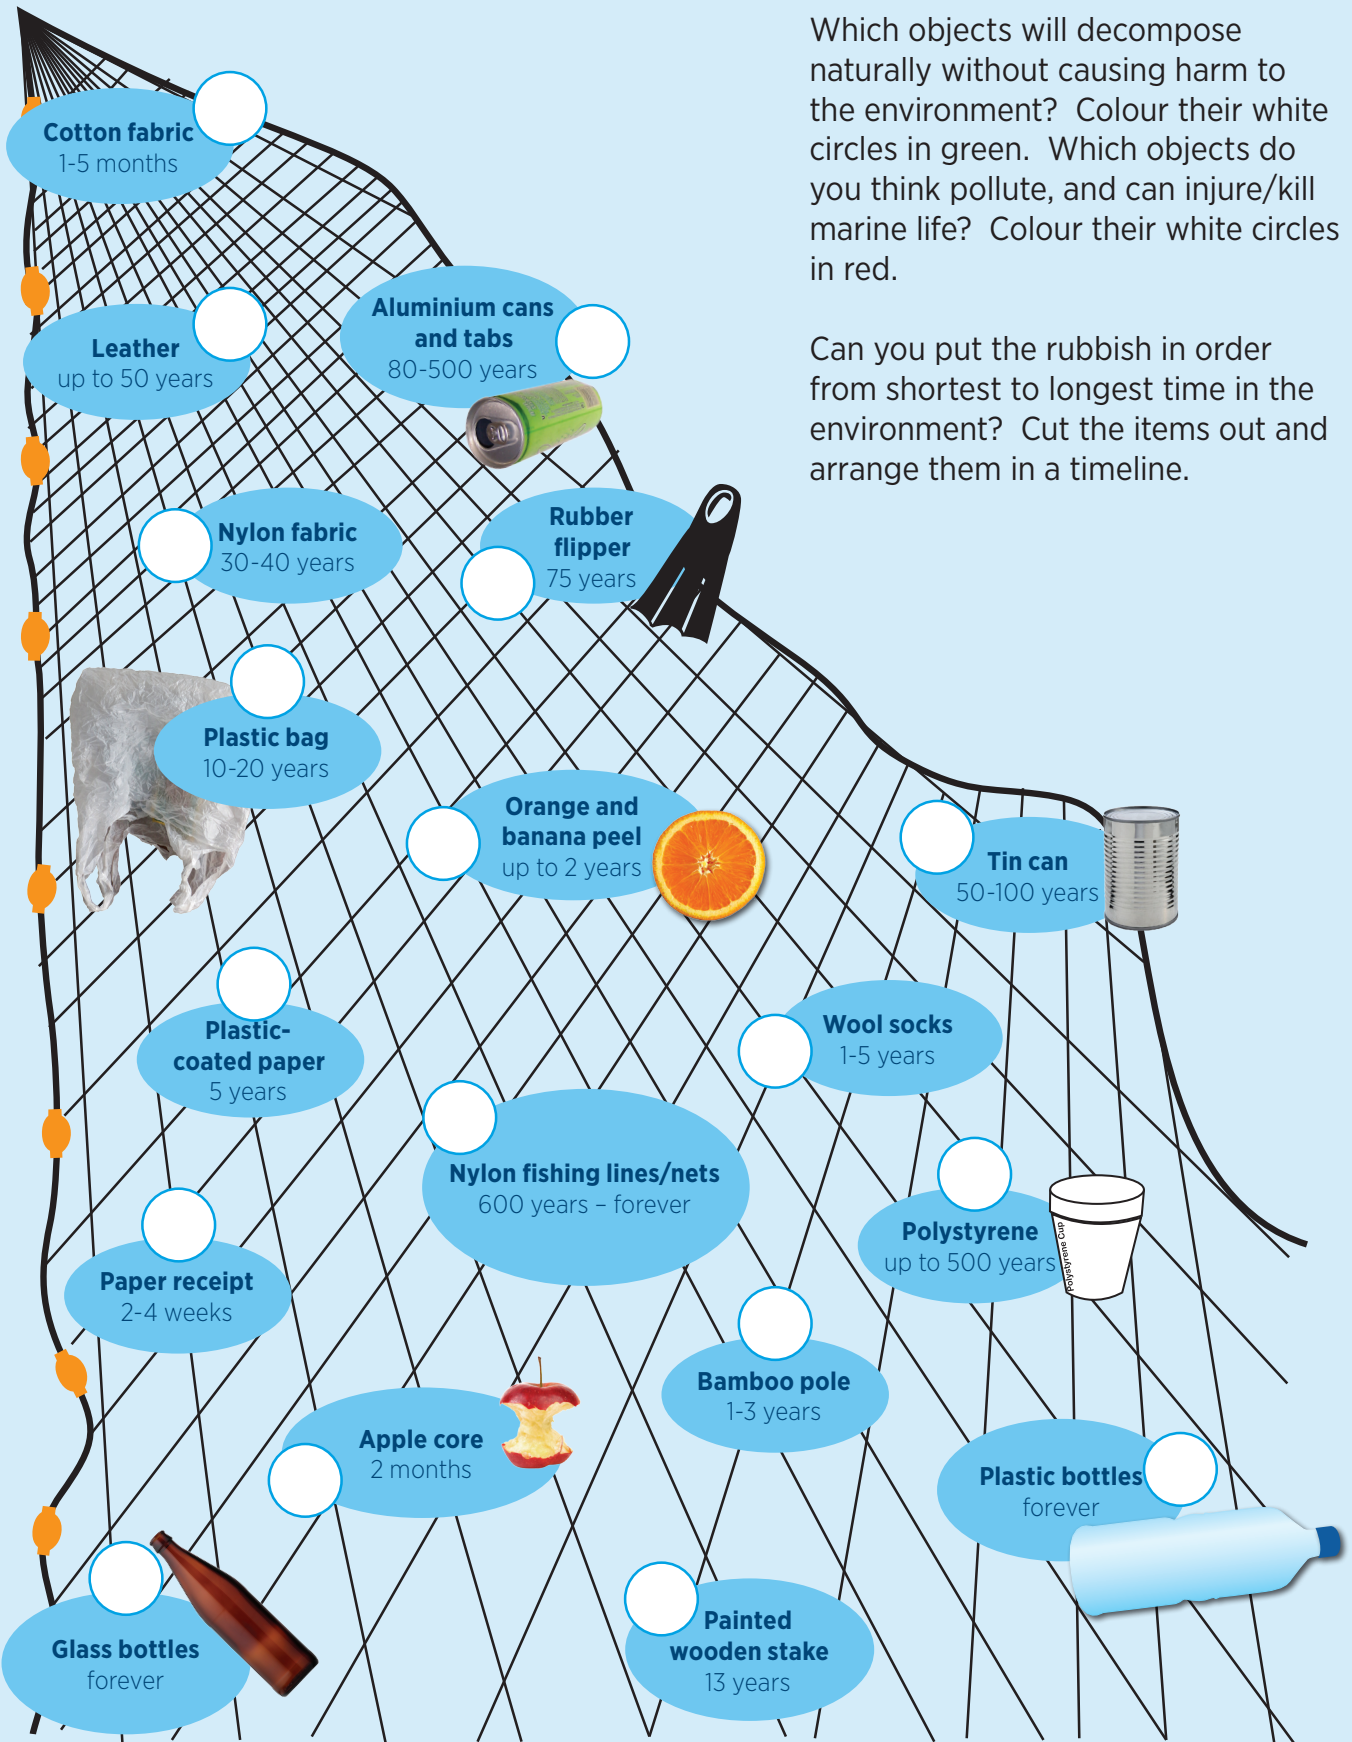 Which objects will decompose
naturally without causing harm to
the environment? Colour their white
circles in green. Which objects do
you think pollute, and can injure/kill
marine life? Colour their white circles
in red.
Can you put the rubbish in order
from shortest to longest time in the
environment? Cut the items out and
arrange them in a timeline.
Cotton fabric
1-5 months
Leather
up to 50 years
Aluminium cans
and tabs
80-500 years
Nylon fabric
30-40 years
Rubber
flipper
75 years
Plastic bag
10-20 years
Orange and
banana peel
up to 2 years
Tin can
50-100 years
Plastic-
coated paper
5 years
Wool socks
1-5 years
Nylon fishing lines/nets
600 years – forever
Polystyrene
up to 500 years
Polystyrene Cup
Paper receipt
2-4 weeks
Bamboo pole
1-3 years
Apple core
2 months
Plastic bottles
forever
Glass bottles
forever
Painted
wooden stake
13 years